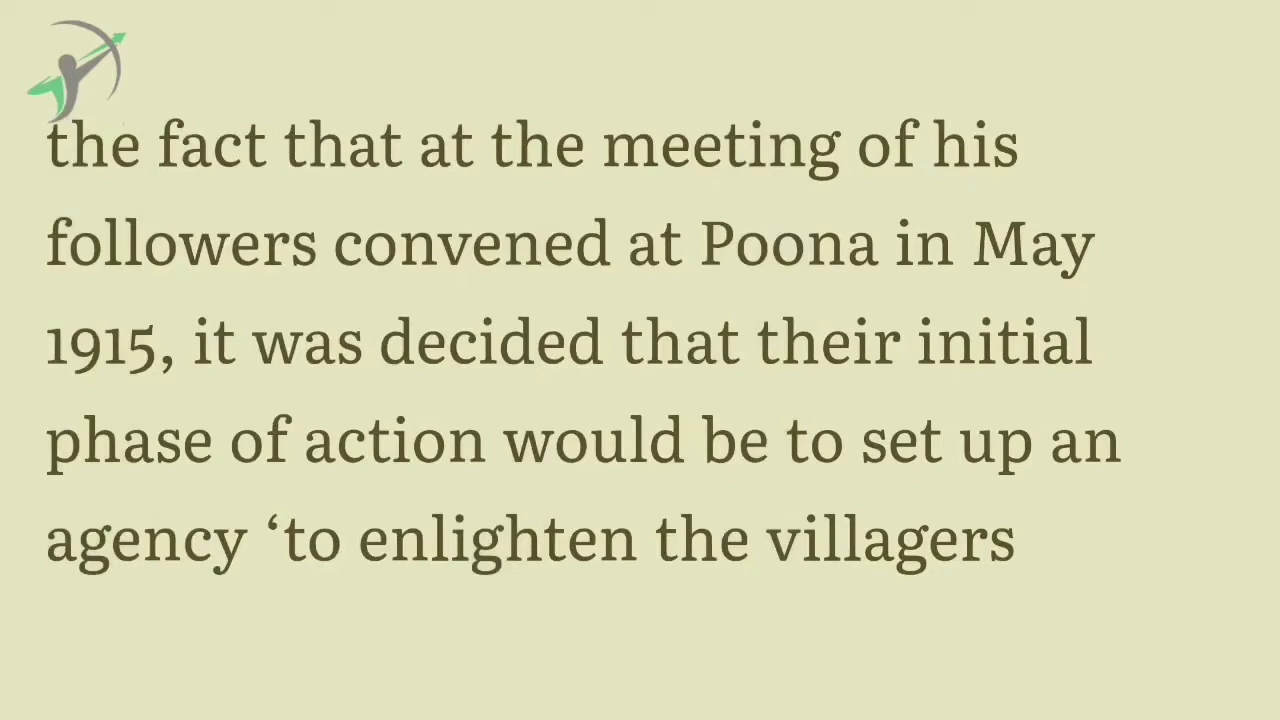 the fact that at the meeting of his
followers convened at Poona in May
1915, it was decided that their initial
phase of action would be to set up an
agency ‘to enlighten the villagers